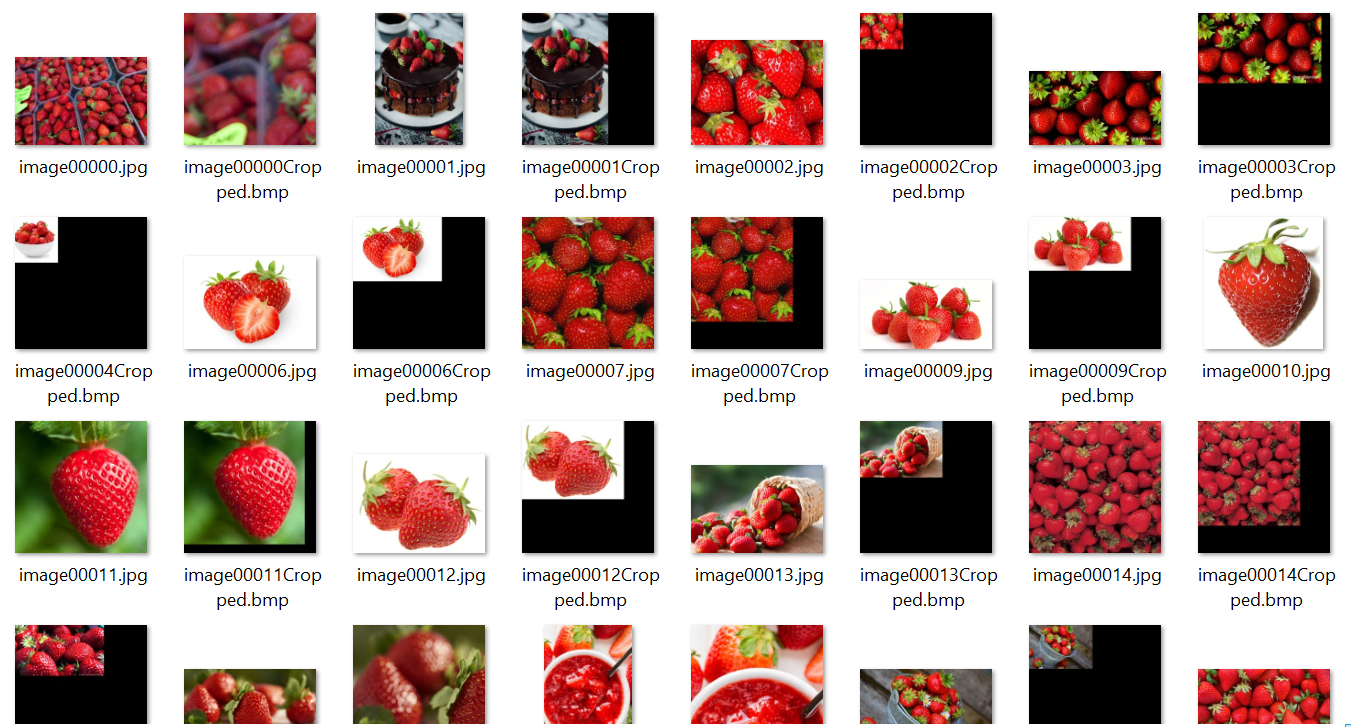 image00000.jpg
image00000Crop
ped.bmp
image00001.jpg
image00001Crop
ped.bmp
image00002.jpg
image00002Crop
ped.bmp
image00003.jpg
image00003Crop
ped.bmp
image00004Crop
ped.bmp
image00006.jpg
image00006Crop
ped.bmp
image00007.jpg
image00007Crop
ped.bmp
image00009.jpg
image00009Crop
ped.bmp
image00010.jpg
image00011.jpg
image00011Crop
ped.bmp
image00012.jpg
image00012Crop
ped.bmp
image00013.jpg
image00013Crop
ped.bmp
image00014.jpg
image00014Crop
ped.bmp